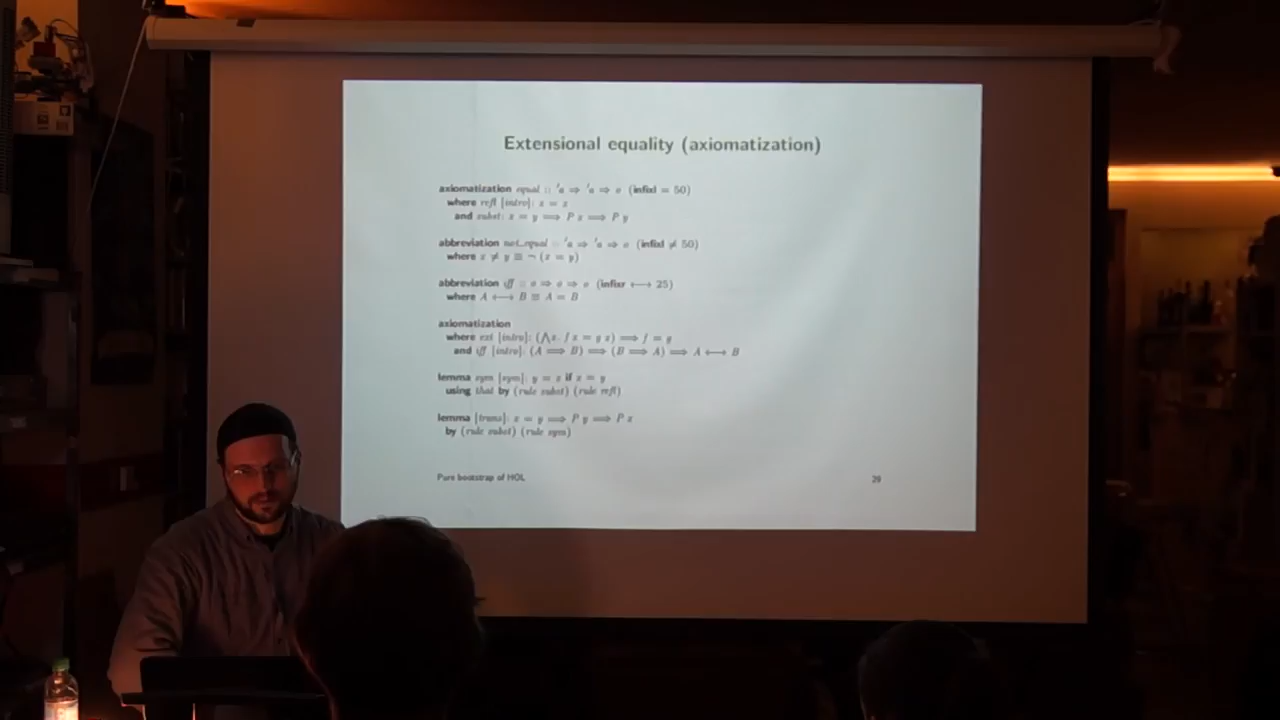 Extensional equality (axiomatization)
axiomatization equal :: 'a ⇒ 'a ⇒ o (infixl = 50)
where refl [intro]: x = x
and subst: x = y ⟹ P x ⟹ P y
abbreviation not_equal :: 'a ⇒ 'a ⇒ o (infixl ≠ 50)
where x ≠ y ≡ ¬ (x = y)
abbreviation iff :: o ⇒ o ⇒ o (infixr ⟷ 25)
where A ⟷ B ≡ A = B
axiomatization
where ext [intro]: (⋀x. f x = g x) ⟹ f = g
and iff [intro]: (A ⟹ B) ⟹ (B ⟹ A) ⟹ A ⟷ B
lemma sym [sym]: y = x if x = y
using that by (rule subst) (rule refl)
lemma [trans]: x = y ⟹ P y ⟹ P x
by (rule subst) (rule sym)
Pure bootstrap of HOL